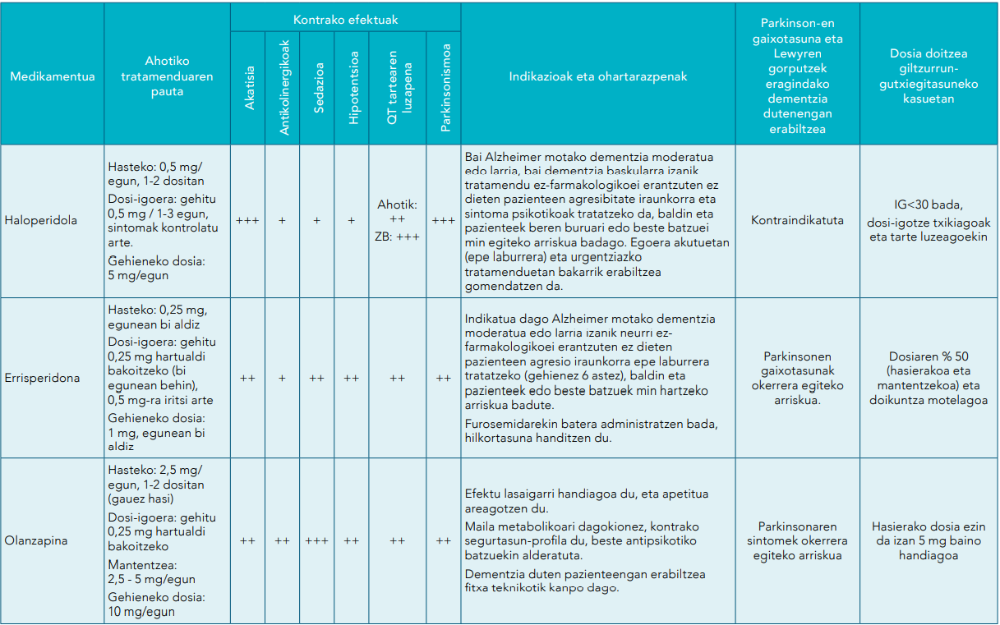 Medikamentua
Ahotiko
tratamenduaren
pauta
Kontrako efektuak
Akatisia
Antikolinergikoak
Sedazioa
Hipotentsioa
QT tartearen
luzapena
Parkinsonismoa
Indikazioak eta ohartarazpenak
Parkinson-en
gaixotasuna eta
Lewyren
gorputzek
eragindako
dementzia
dutenengan
erabiltzea
Dosia doitzea
giltzurrun-
gutxiegitasuneko
kasuetan
Haloperidola
Hasteko: 0,5 mg/
egun, 1-2 dositan
Dosi-igoera: gehitu
0,5 mg / 1-3 egun,
sintomak kontrolatu
arte.
Gehieneko dosia:
5 mg/egun
+++
+
+
+
Ahotik:
++
ZB: +++
+++
Bai Alzheimer motako dementzia moderatua
edo larria, bai dementzia baskularra izanik
tratamendu ez-farmakologikoei erantzuten ez
dieten pazienteen agresibitate iraunkorra eta
sintoma psikotikoak tratatzeko da, baldin eta
pazienteek beren buruari edo beste batzuei
min egiteko arriskua badago. Egoera akutuetan
(epe laburrera) eta urgentziazko
tratamenduetan bakarrik erabiltzea
gomendatzen da.
Kontraindikatuta
IG<30 bada,
dosi-igotze txikiagoak
eta tarte luzeagoekin
Errisperidona
Hasteko: 0,25 mg,
egunean bi aldiz
Dosi-igoera: gehitu
0,25 mg hartualdi
bakoitzeko (bi
egunean behin),
0,5 mg-ra iritsi arte
Gehieneko dosia:
1 mg, egunean bi
aldiz
++
+
++
++
++
++
Indikatua dago Alzheimer motako dementzia
moderatua edo larria izanik neurri ez-
farmakologikoei erantzuten ez dieten
pazienteen agresio iraunkorra epe laburrera
tratatzeko (gehienez 6 astez), baldin eta
pazienteek edo beste batzuek min hartzeko
arriskua badute.
Furosemidarekin batera administratzen bada,
hilkortasuna handitzen du.
Parkinsonen
gaixotasunak
okerrera egiteko
arriskua.
Dosiaren % 50
(hasierakoa eta
mantentzekoa) eta
doikuntza motelagoa
Olanzapina
Hasteko: 2,5 mg/
egun, 1-2 dositan
(gauez hasi)
Dosi-igoera: gehitu
0,25 mg hartualdi
bakoitzeko
Mantentzea:
2,5 - 5 mg/egun
Gehieneko dosia:
10 mg/egun
++
++
+++
++
++
++
Efektu lasaigarri handiagoa du, eta apetitua
areagotzen du.
Maila metabolikoari dagokionez, kontrako
segurtasun-profila du, beste antipsikotiko
batzuekin alderatuta.
Dementzia duten pazienteengan erabiltzea
fitxa teknikotik kanpo dago.
Parkinsonaren
sintomek okerrera
egiteko arriskua
Hasierako dosia ezin
da izan 5 mg baino
handiagoa